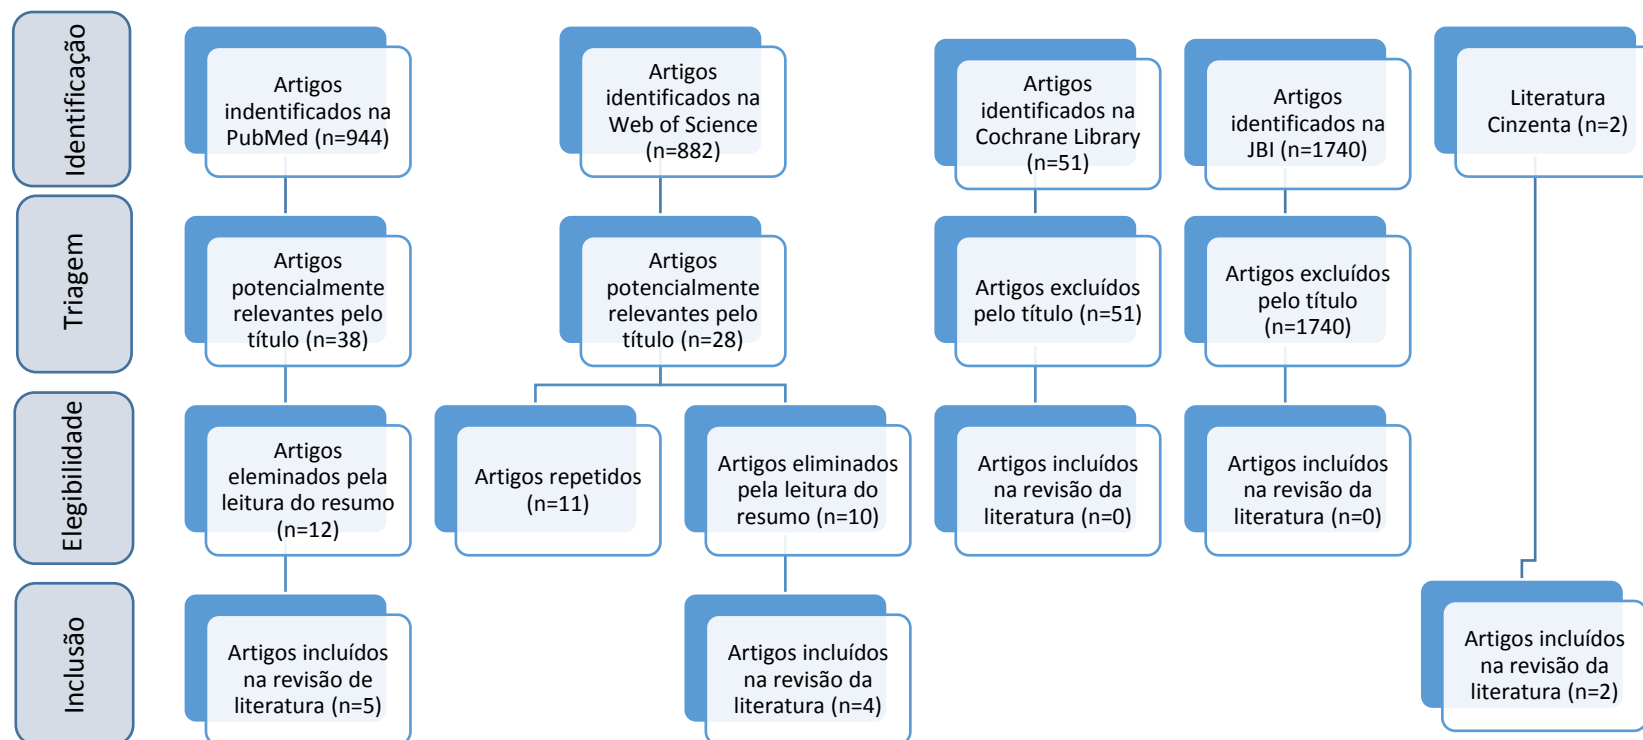 Identificação
Artigos
indentificados na
PubMed (n=944)
Artigos
identificados na
Web of Science
(n=882)
Artigos
identificados na
Cochrane Library
(n=51)
Artigos
identificados na
JBI (n=1740)
Literatura
Cinzenta (n=2)
Triagem
Artigos
potencialmente
relevantes pelo
título (n=38)
Artigos
potencialmente
relevantes pelo
título (n=28)
Artigos excluídos
pelo título (n=51)
Artigos excluídos
pelo título
(n=1740)
Elegibilidade
Artigos
eleminados pela
leitura do resumo
(n=12)
Artigos repetidos
(n=11)
Artigos eliminados
pela leitura do
resumo (n=10)
Artigos incluídos
na revisão da
literatura (n=0)
Artigos incluídos
na revisão da
literatura (n=0)
Inclusão
Artigos incluídos
na revisão de
literatura (n=5)
Artigos incluídos
na revisão da
literatura (n=4)
Artigos incluídos
na revisão da
literatura (n=2)